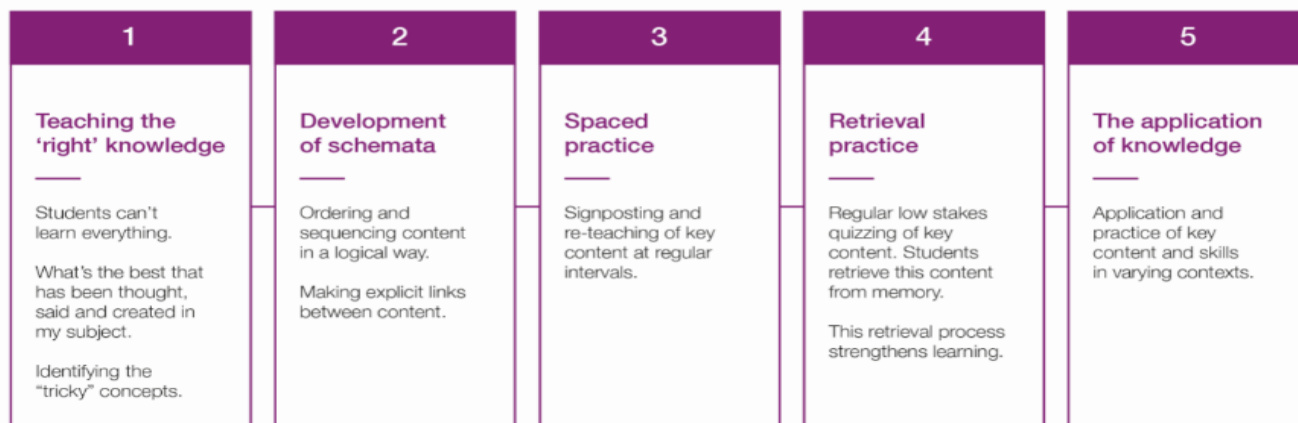 1
Teaching the
‘right’ knowledge
Students can’t
learn everything.
What’s the best that
has been thought,
said and created in
my subject.
Identifying the
“tricky” concepts.
2
Development
of schemata
Ordering and
sequencing content
in a logical way.
Making explicit links
between content.
3
Spaced
practice
Signposting and
re-teaching of key
content at regular
intervals.
4
Retrieval
practice
Regular low stakes
quizzing of key
content. Students
retrieve this content
from memory.
This retrieval process
strengthens learning.
5
The application
of knowledge
Application and
practice of key
content and skills
in varying contexts.